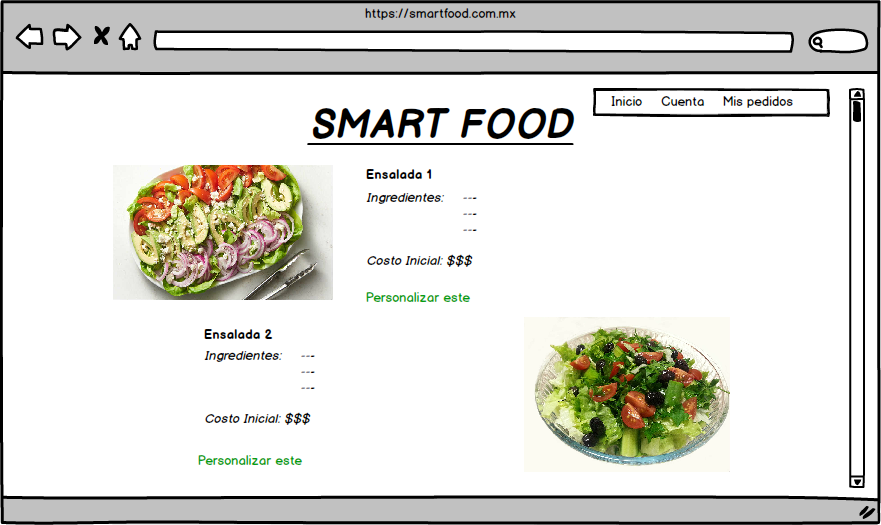 https://smartfood.com.mx
Inicio Cuenta Mis pedidos
SMART FOOD
Ensalada 1
Ingredientes: ---
---
---
Costo Inicial: $$$
Personalizar este
Ensalada 2
Ingredientes: ---
---
---
Costo Inicial: $$$
Personalizar este